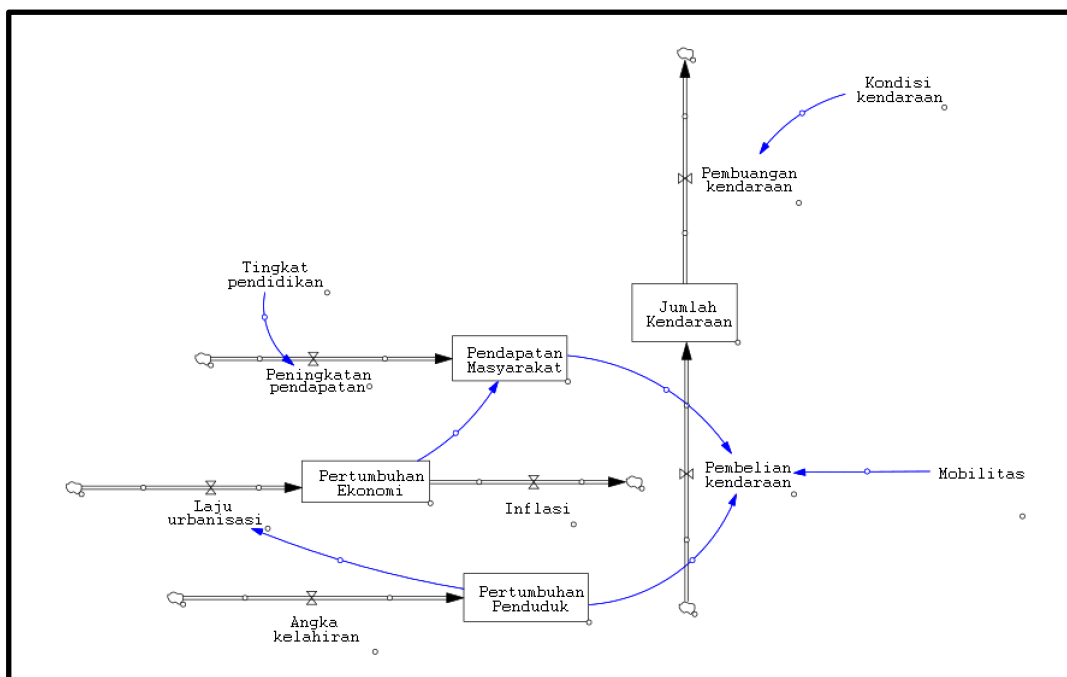 Kondisi
kendaraan
Pembuangan
kendaraan
Tingkat
pendidikan
Jumlah
Kendaraan
Pendapatan
Masyarakat
Peningkatan
pendapatan
Pembelian
kendaraan
Mobilitas
Pertumbuhan
Ekonomi
Laju
urbanisasi
Inflasi
Pertumbuhan
Penduduk
Angka
kelahiran